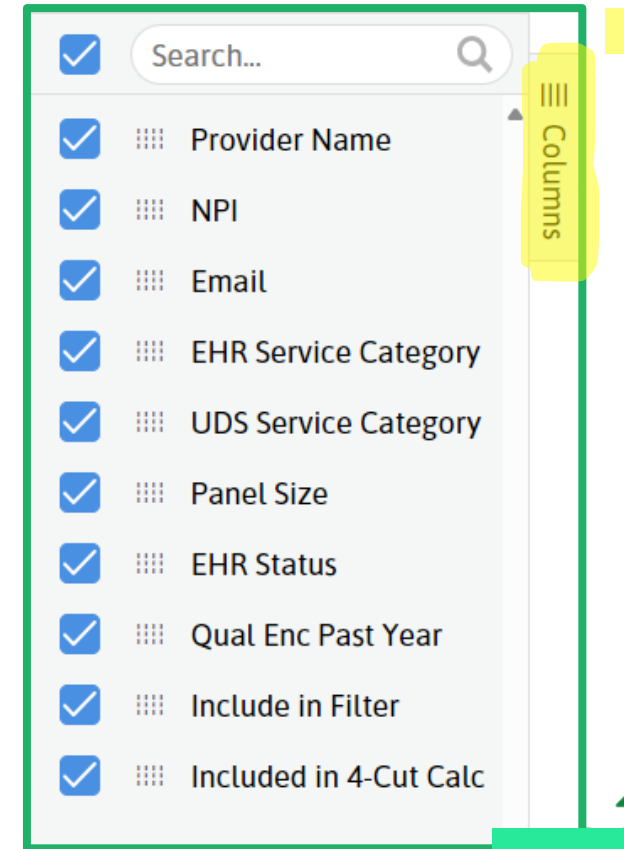 Search...
Columns
Provider Name
NPI
Email
EHR Service Category
UDS Service Category
Panel Size
EHR Status
Qual Enc Past Year
Include in Filter
Included in 4-Cut Calc